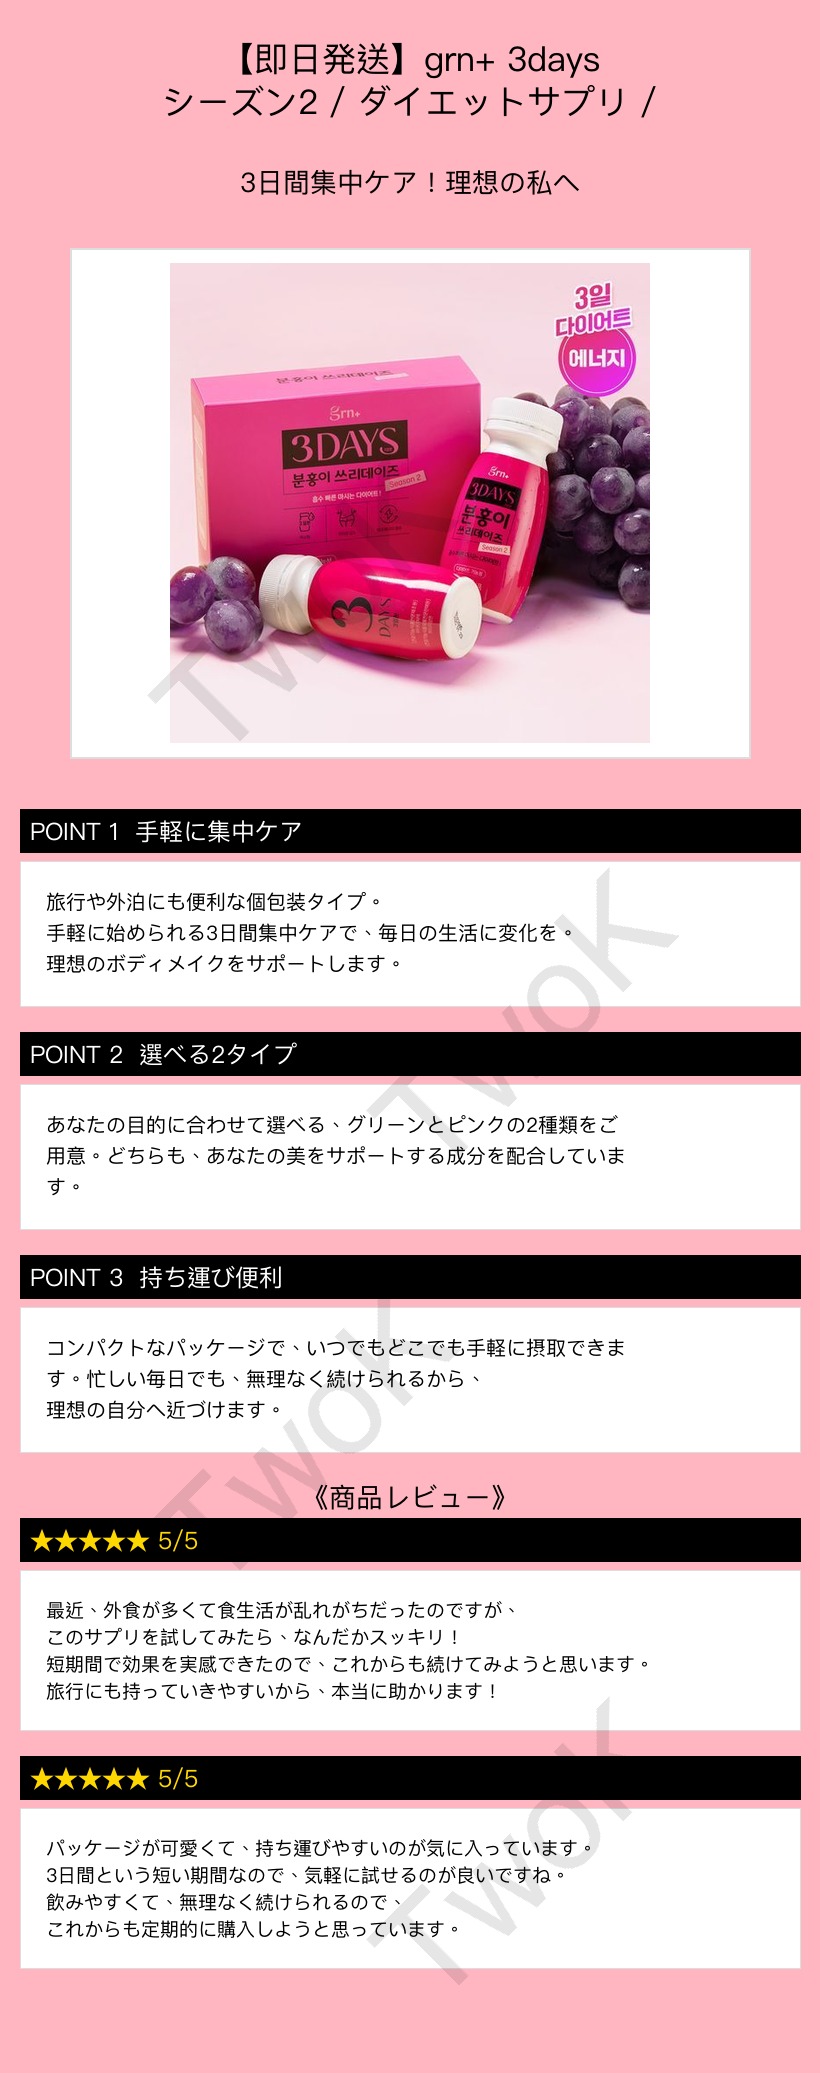 【即日発送】grn+ 3days
シーズン2 / ダイエットサプリ /
3日間集中ケア！理想の私へ
3일
다이어트
에너지
분홍이 쓰리데이즈
grn+
3DAYS
분홍이 쓰리데이즈
Season 2
흡수 빠른 마시는 다이어트!
grn+
3DAYS
분홍이
쓰리데이즈
Season 2
3
DAYS
POINT 1 手軽に集中ケア
旅行や外泊にも便利な個包装タイプ。
手軽に始められる3日間集中ケアで、毎日の生活に変化を。
理想のボディメイクをサポートします。
POINT 2 選べる2タイプ
あなたの目的に合わせて選べる、グリーンとピンクの2種類をご
用意。どちらも、あなたの美をサポートする成分を配合していま
す。
POINT 3 持ち運び便利
コンパクトなパッケージで、いつでもどこでも手軽に摂取できま
す。忙しい毎日でも、無理なく続けられるから、
理想の自分へ近づけます。
《商品レビュー》
★★★★★ 5/5
最近、外食が多くて食生活が乱れがちだったのですが、
このサプリを試してみたら、なんだかスッキリ！
短期間で効果を実感できたので、これからも続けてみようと思います。
旅行にも持っていきやすいから、本当に助かります！
★★★★★ 5/5
パッケージが可愛くて、持ち運びやすいのが気に入っています。
3日間という短い期間なので、気軽に試せるのが良いですね。
飲みやすくて、無理なく続けられるので、
これからも定期的に購入しようと思っています。
TwoK
TwoK
TwoK
TwoK